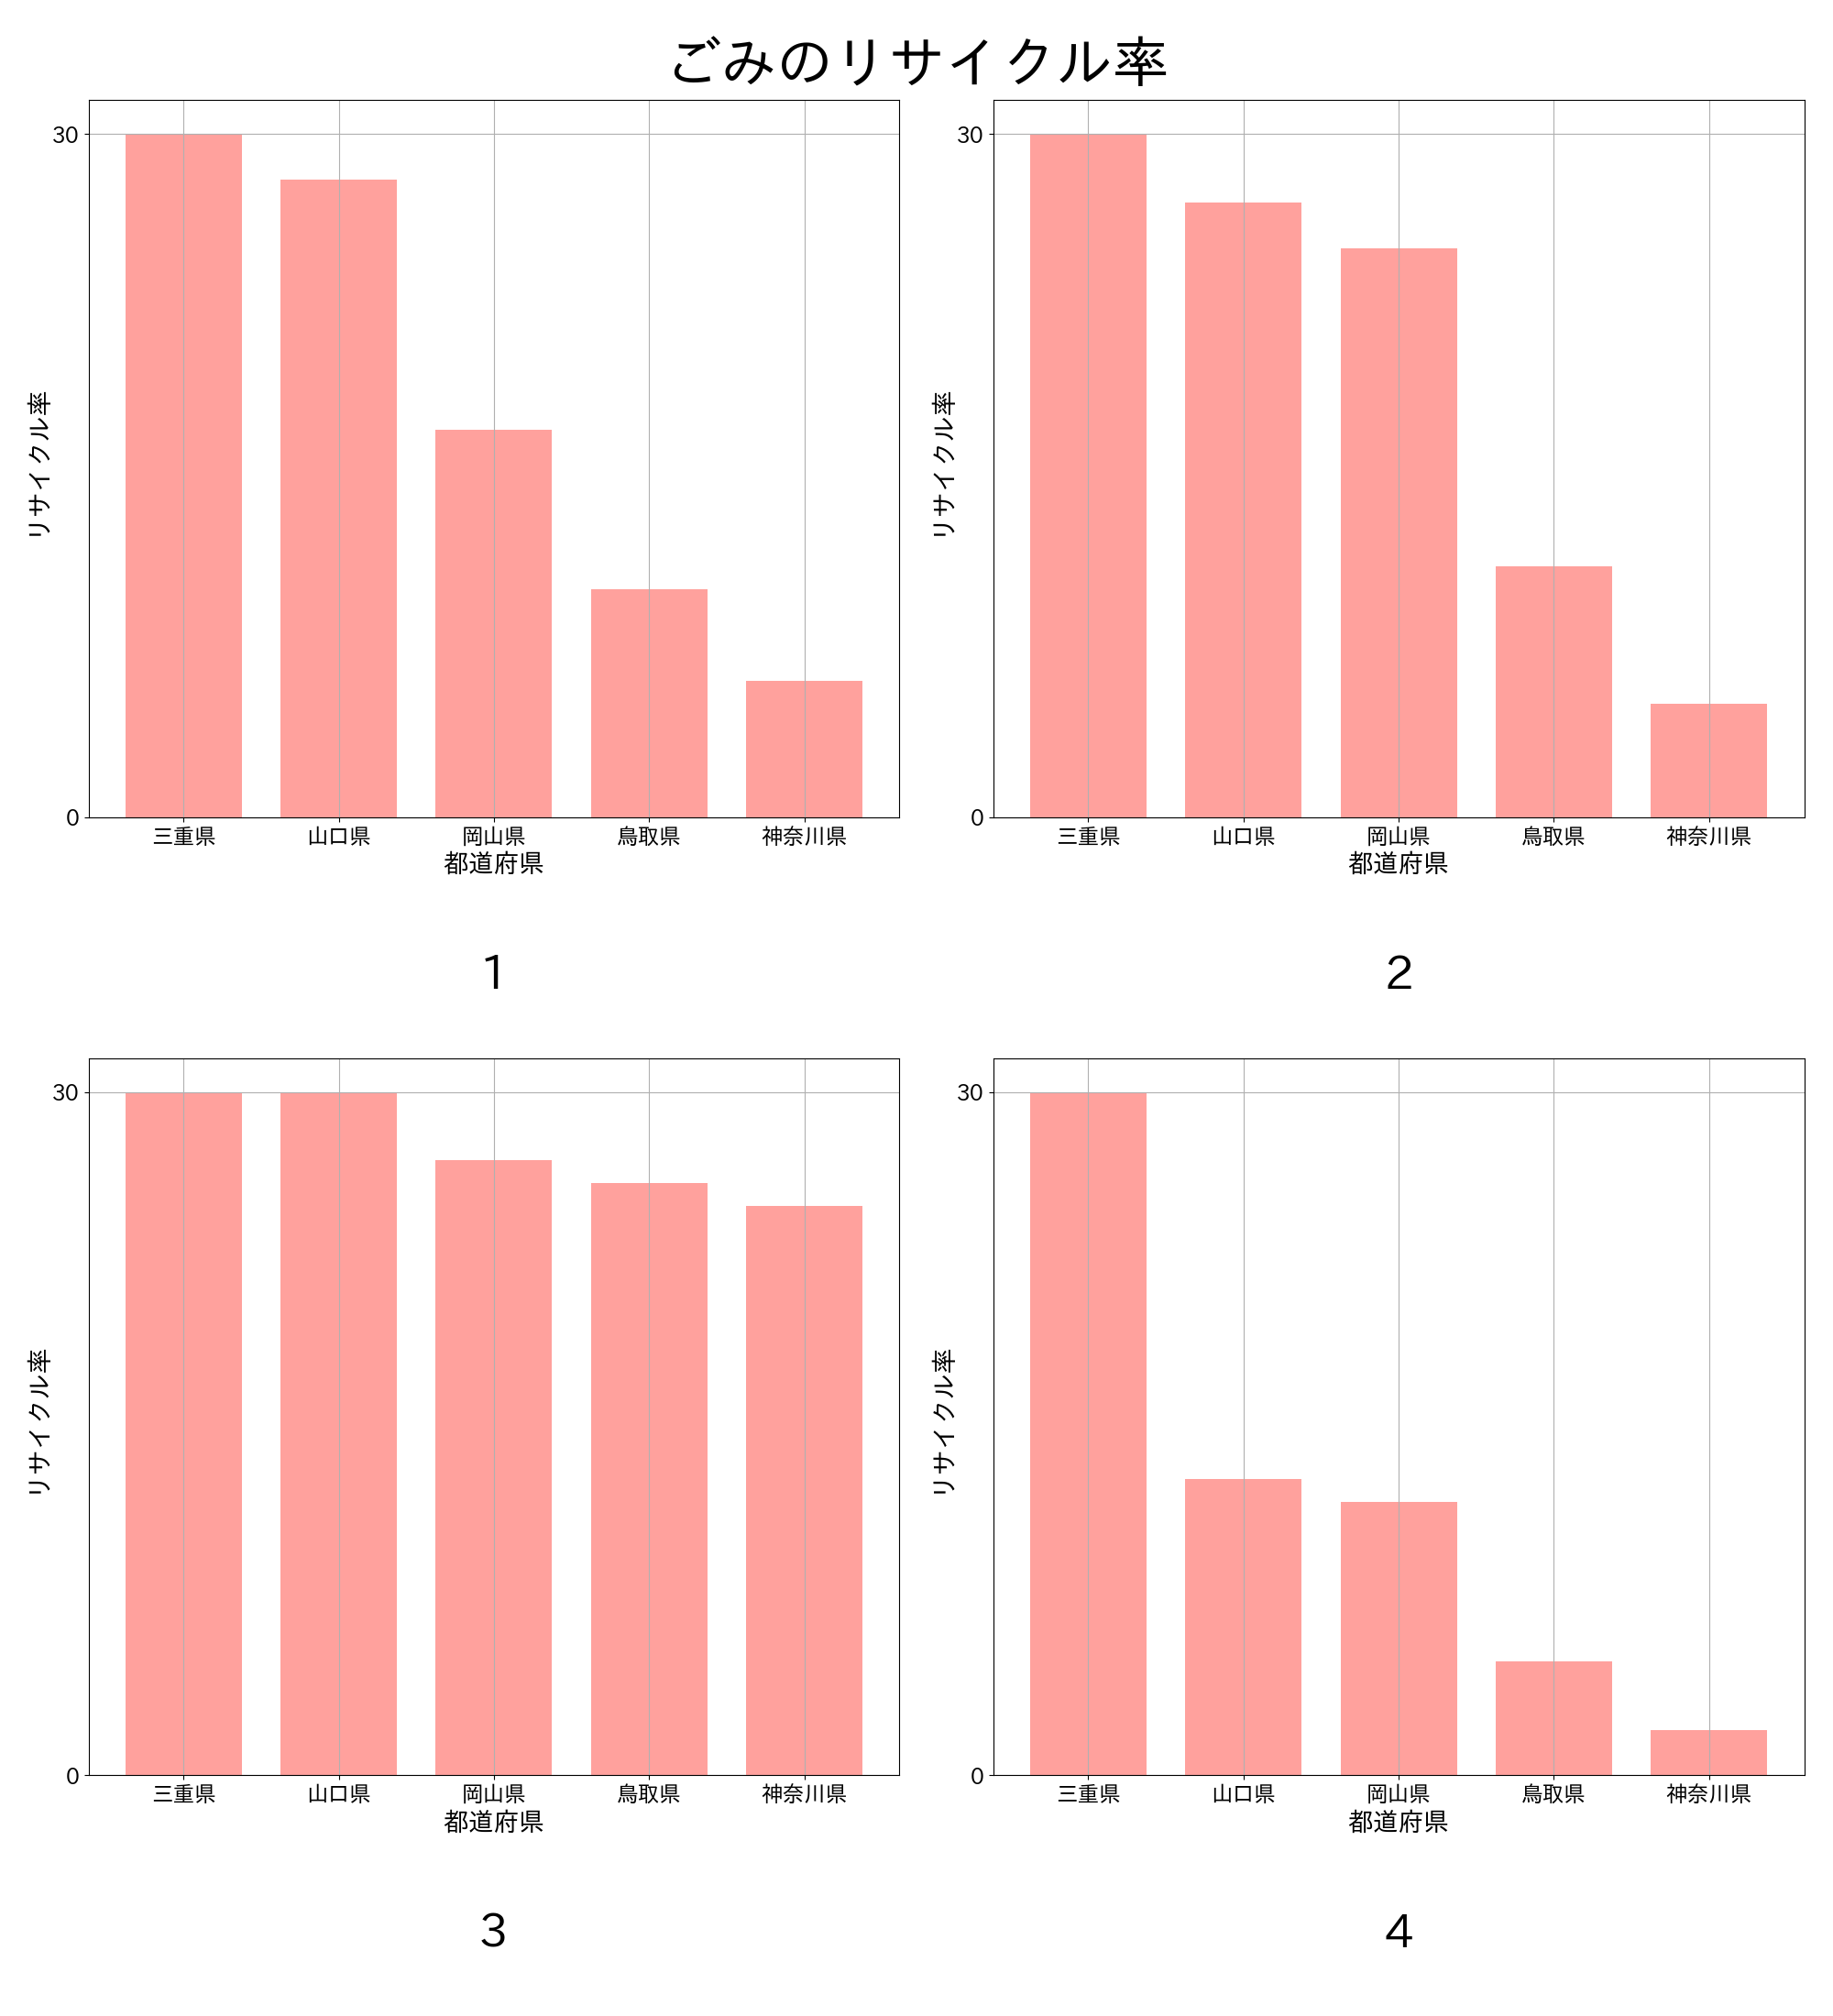 ごみのリサイクル率
30
0
リサイクル率
三重県 山口県 岡山県 鳥取県 神奈川県
都道府県
1
30
0
リサイクル率
三重県 山口県 岡山県 鳥取県 神奈川県
都道府県
2
30
0
リサイクル率
三重県 山口県 岡山県 鳥取県 神奈川県
都道府県
3
30
0
リサイクル率
三重県 山口県 岡山県 鳥取県 神奈川県
都道府県
4